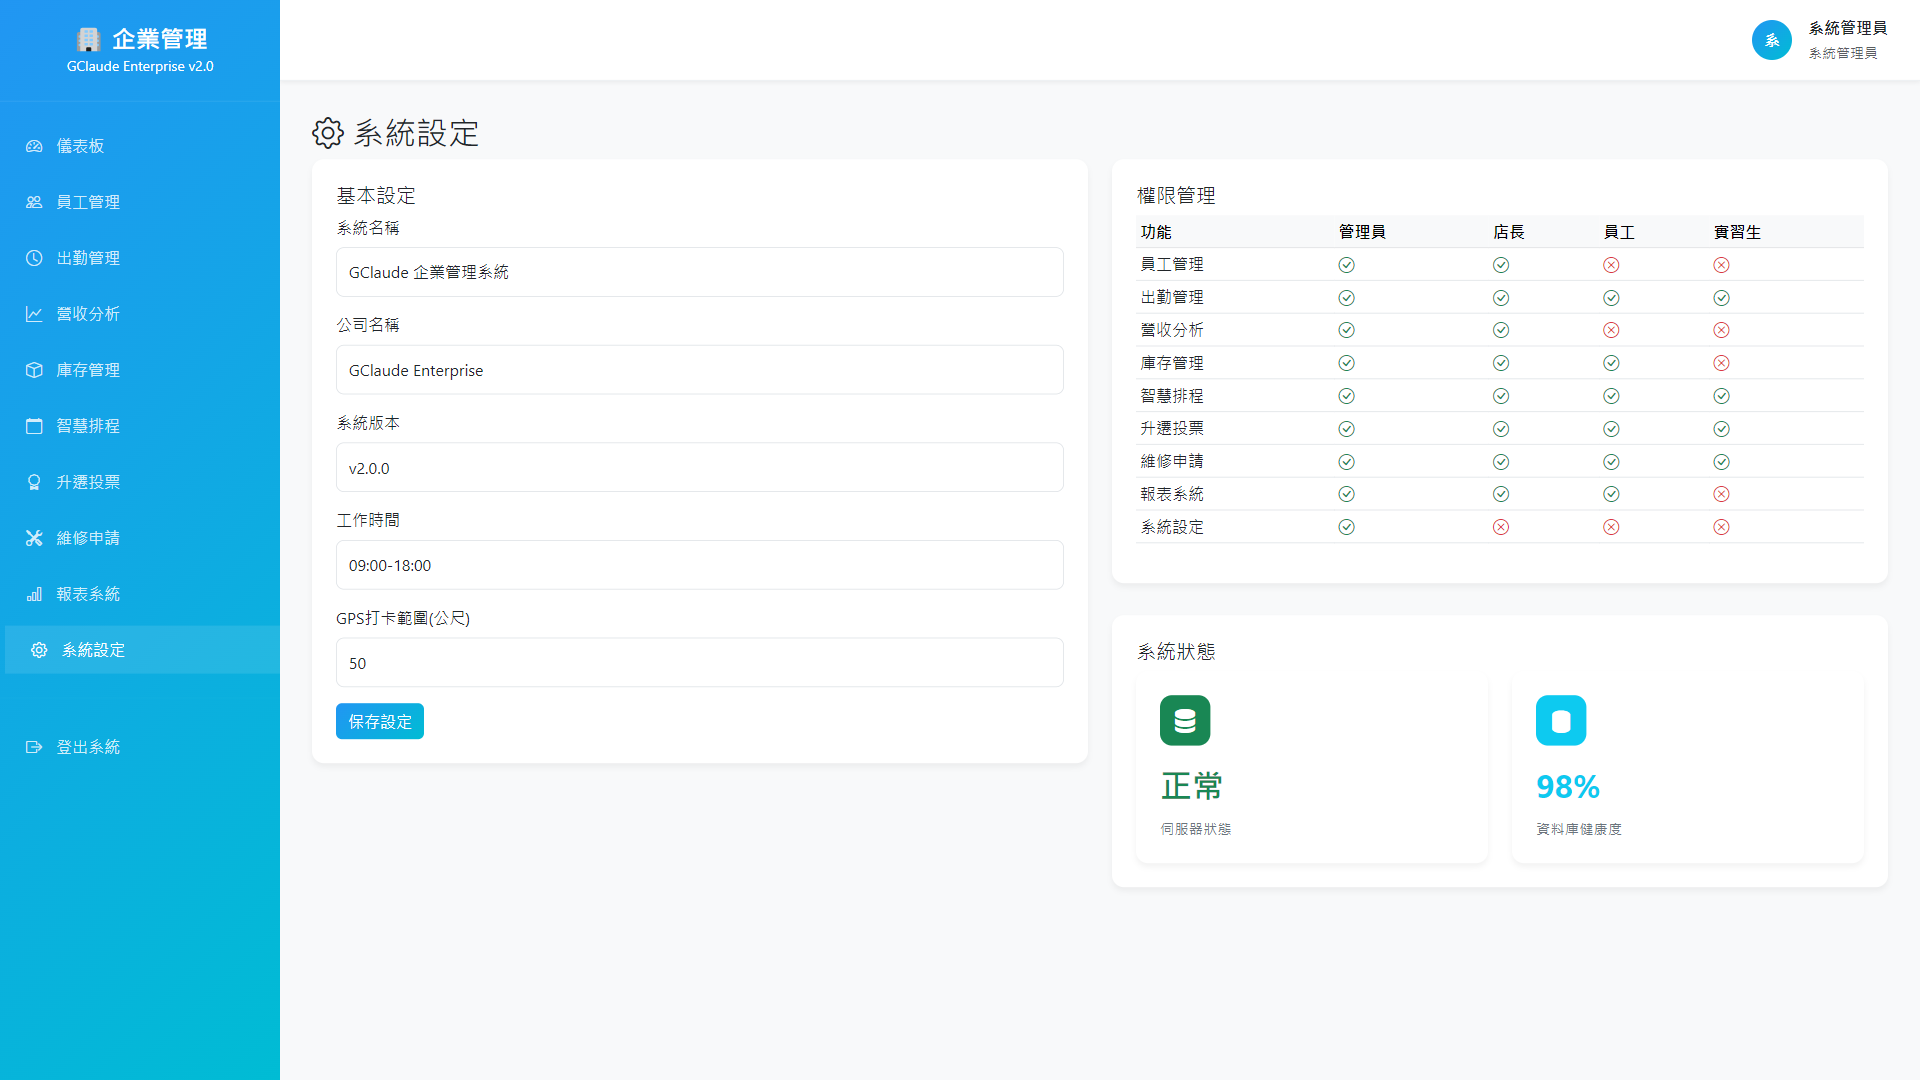 企業管理
GClaude Enterprise v2.0
儀表板
員工管理
出勤管理
營收分析
庫存管理
智慧排程
升遷投票
維修申請
報表系統
系統設定
登出系統
系
系統管理員
系統管理員
系統設定
基本設定
系統名稱
GClaude 企業管理系統
公司名稱
GClaude Enterprise
系統版本
v2.0.0
工作時間
09:00-18:00
GPS打卡範圍(公尺)
50
保存設定
權限管理
功能 管理員 店長 員工 實習生
員工管理
出勤管理
營收分析
庫存管理
智慧排程
升遷投票
維修申請
報表系統
系統設定
系統狀態
正常
伺服器狀態
98%
資料庫健康度